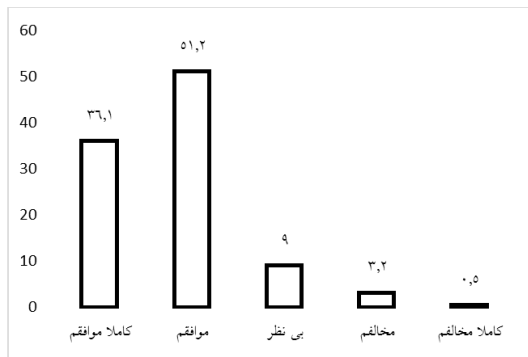 60
50
40
30
20
10
0
۳۶,۱
۵۱,۲
۹
۳,۲
۰,۵
کاملا موافقم
موافقم
بی نظر
مخالفم
کاملا مخالفم